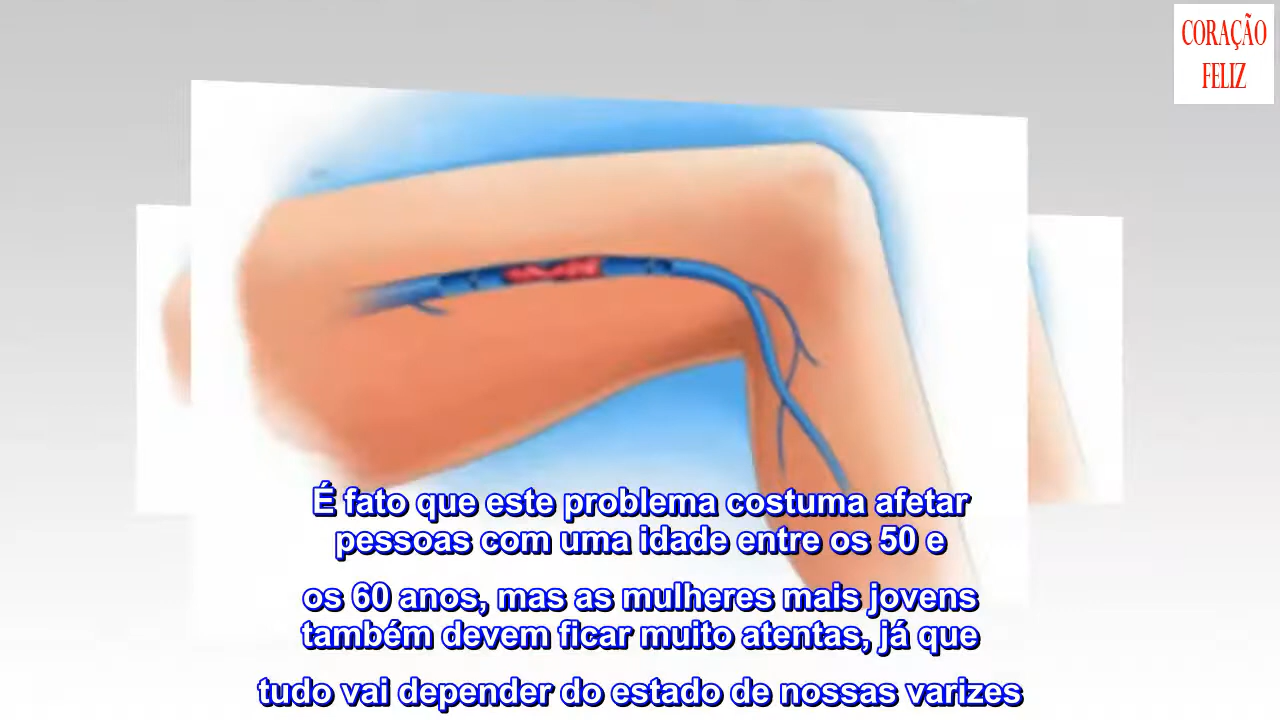 CORAÇÃO
FELIZ
É fato que este problema costuma afetar
pessoas com uma idade entre os 50 e
os 60 anos, mas as mulheres mais jovens
também devem ficar muito atentas, já que
tudo vai depender do estado de nossas varizes